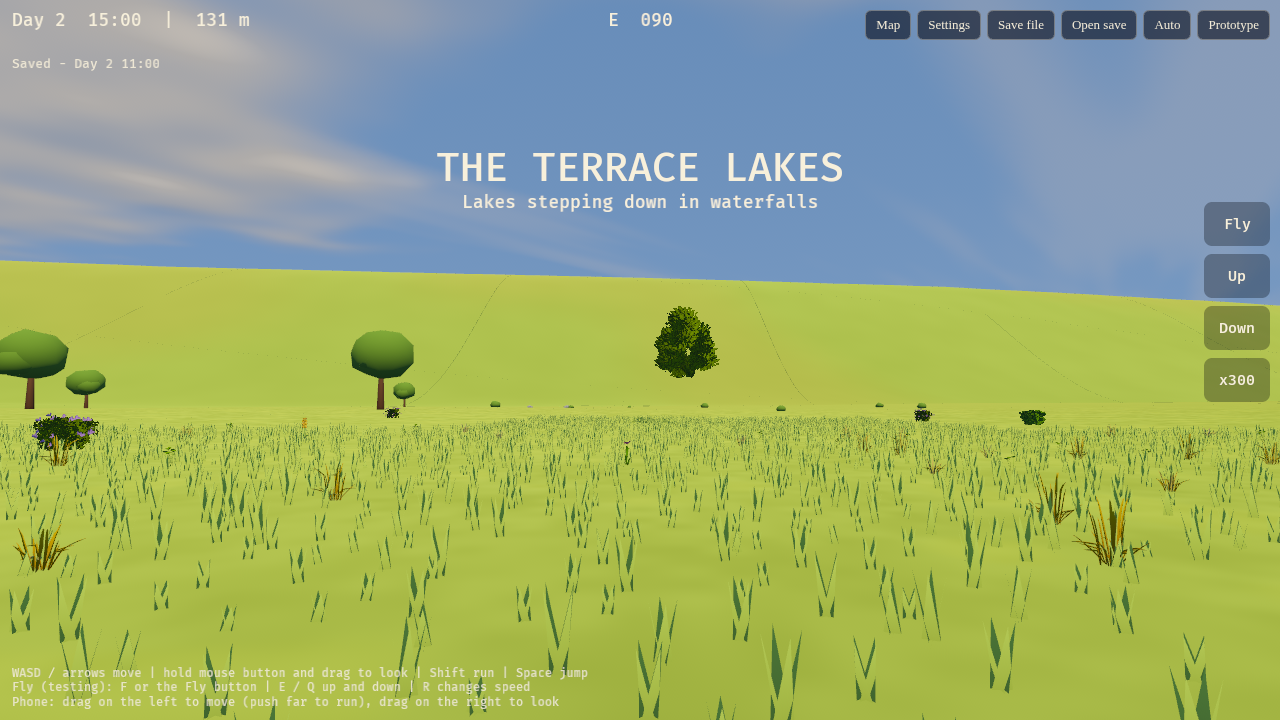 Day 2  15:00  |  131 m
E  090
Map
Settings
Save file
Open save
Auto
Prototype
Saved - Day 2 11:00
THE TERRACE LAKES
Lakes stepping down in waterfalls
Fly
Up
Down
x300
WASD / arrows move | hold mouse button and drag to look | Shift run | Space jump
Fly (testing): F or the Fly button | E / Q up and down | R changes speed
Phone: drag on the left to move (push far to run), drag on the right to look